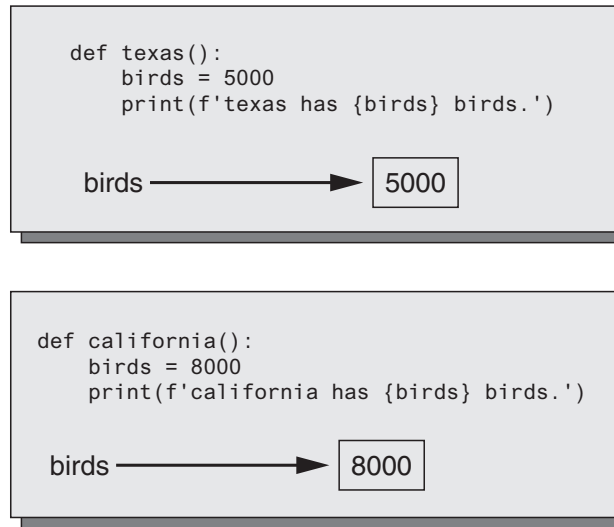 def texas():
    birds = 5000
    print(f'texas has {birds} birds.')
birds 5000
def california():
    birds = 8000
    print(f'california has {birds} birds.')
birds 8000